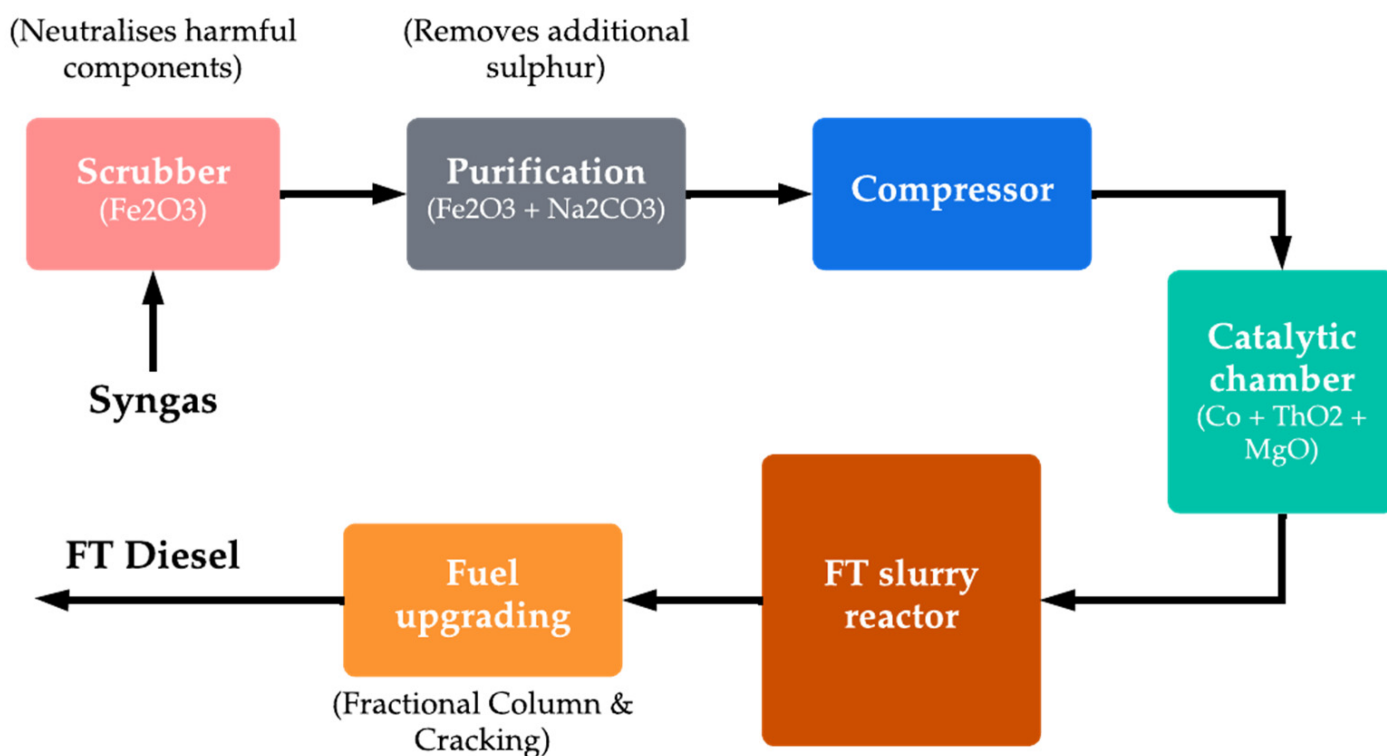 (Neutralises harmful
components)
(Removes additional
sulphur)
Scrubber
(Fe2O3)
Purification
(Fe2O3 + Na2CO3)
Compressor
Catalytic
chamber
(Co + ThO2 +
MgO)
Syngas
FT slurry
reactor
Fuel
upgrading
(Fractional Column &
Cracking)
FT Diesel